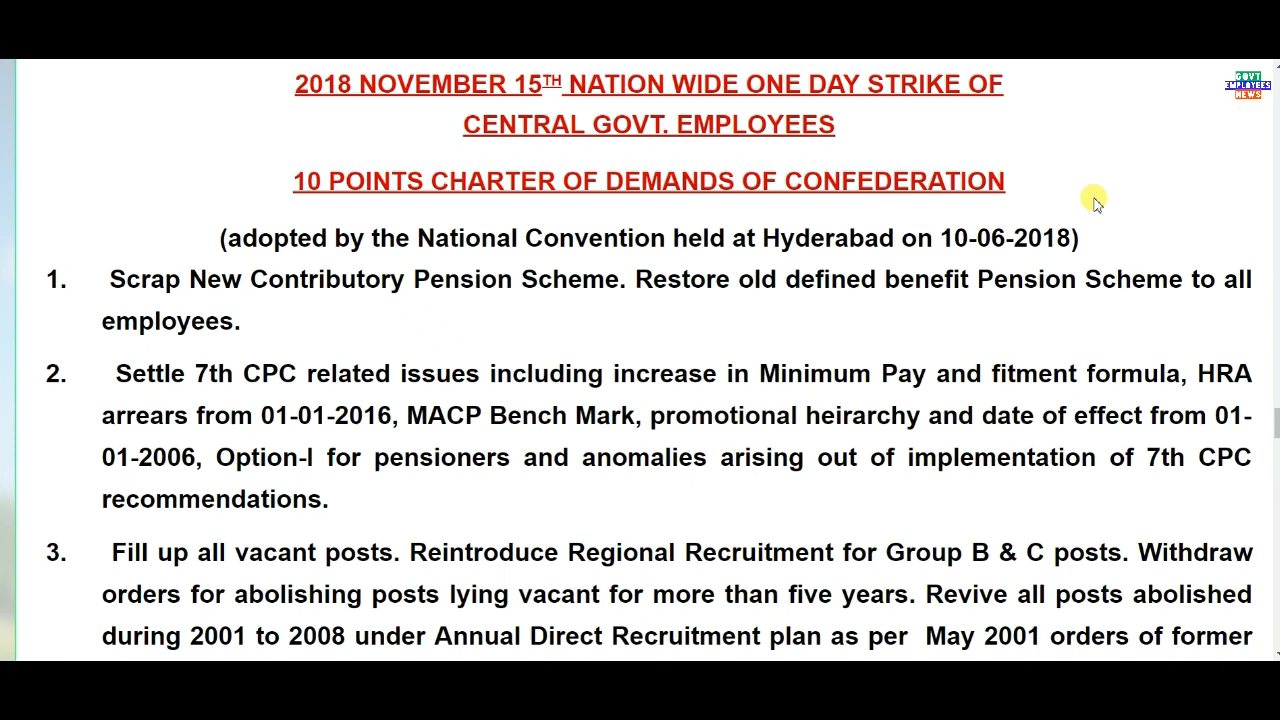 2018 NOVEMBER 15TH NATION WIDE ONE DAY STRIKE OF
CENTRAL GOVT. EMPLOYEES
10 POINTS CHARTER OF DEMANDS OF CONFEDERATION
(adopted by the National Convention held at Hyderabad on 10-06-2018)
1. Scrap New Contributory Pension Scheme. Restore old defined benefit Pension Scheme to all
employees.
2. Settle 7th CPC related issues including increase in Minimum Pay and fitment formula, HRA
arrears from 01-01-2016, MACP Bench Mark, promotional heirarchy and date of effect from 01-
01-2006, Option-I for pensioners and anomalies arising out of implementation of 7th CPC
recommendations.
3. Fill up all vacant posts. Reintroduce Regional Recruitment for Group B & C posts. Withdraw
orders for abolishing posts lying vacant for more than five years. Revive all posts abolished
during 2001 to 2008 under Annual Direct Recruitment plan as per May 2001 orders of former
GOVT
EMPLOYEES
NEWS